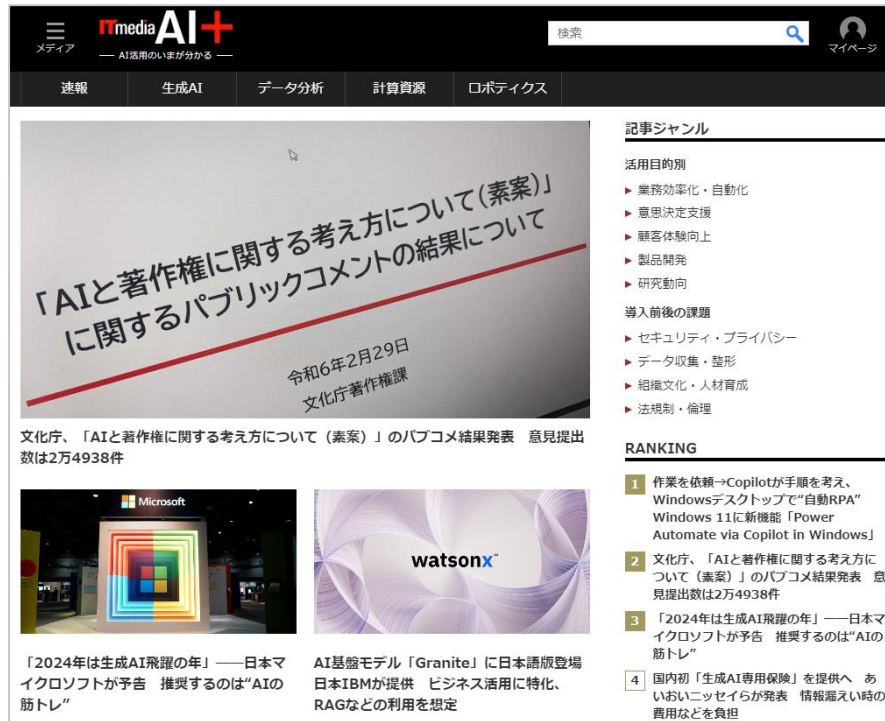 メディア
ITmedia AI+
AI活用のいまが分かる
検索
マイページ
速報
生成AI
データ分析
計算資源
ロボティクス
「AIと著作権に関する考え方について(素案)」
に関するパブリックコメントの結果について
令和6年2月29日
文化庁著作権課
文化庁、「AIと著作権に関する考え方について（素案）」のパブコメ結果発表　意見提出
数は2万4938件
Microsoft
「2024年は生成AI飛躍の年」――日本マ
イクロソフトが予告　推奨するのは“AIの
筋トレ”
watsonx
AI基盤モデル「Granite」に日本語版登場
日本IBMが提供　ビジネス活用に特化、
RAGなどの利用を想定
記事ジャンル
活用目的別
業務効率化・自動化
意思決定支援
顧客体験向上
製品開発
研究動向
導入前後の課題
セキュリティ・プライバシー
データ収集・整形
組織文化・人材育成
法規制・倫理
RANKING
1 作業を依頼→Copilotが手順を考え、
Windowsデスクトップで“自動RPA”
Windows 11に新機能「Power
Automate via Copilot in Windows」
2 文化庁、「AIと著作権に関する考え方に
ついて（素案）」のパブコメ結果発表　意
見提出数は2万4938件
3 「2024年は生成AI飛躍の年」――日本マ
イクロソフトが予告　推奨するのは“AIの
筋トレ”
4 国内初「生成AI専用保険」を提供へ　あ
いおいニッセイらが発表　情報漏えい時の
費用などを負担